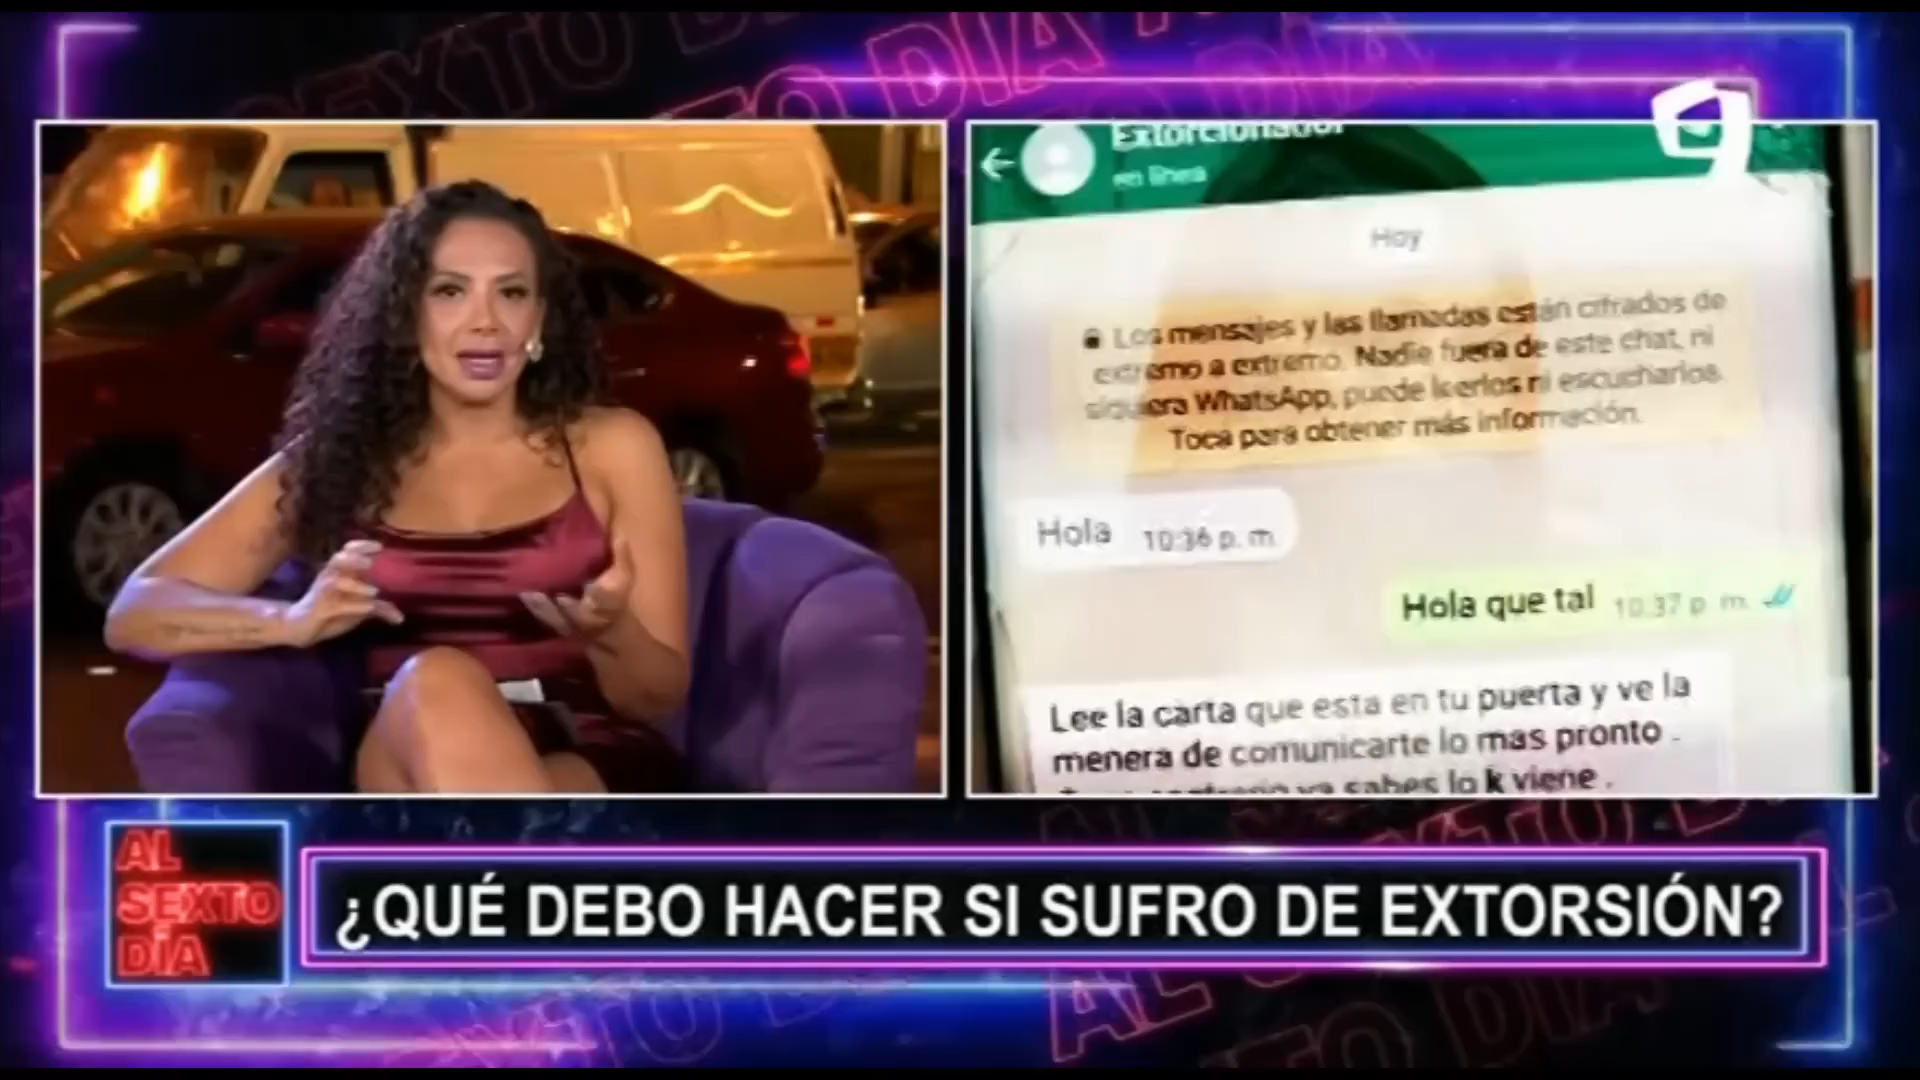 Extorcionador
en línea
Hoy
Los mensajes y las llamadas están cifrados de
extremo a extremo. Nadie fuera de este chat, ni
siquiera WhatsApp, puede leerlos ni escucharlos.
Toca para obtener más información.
Hola 10:36 p. m.
Hola que tal 10:37 p. m.
Lee la carta que esta en tu puerta y ve la
menera de comunicarte lo mas pronto .
ya sabes lo k viene .
AL
SEXTO
DÍA
¿QUÉ DEBO HACER SI SUFRO DE EXTORSIÓN?